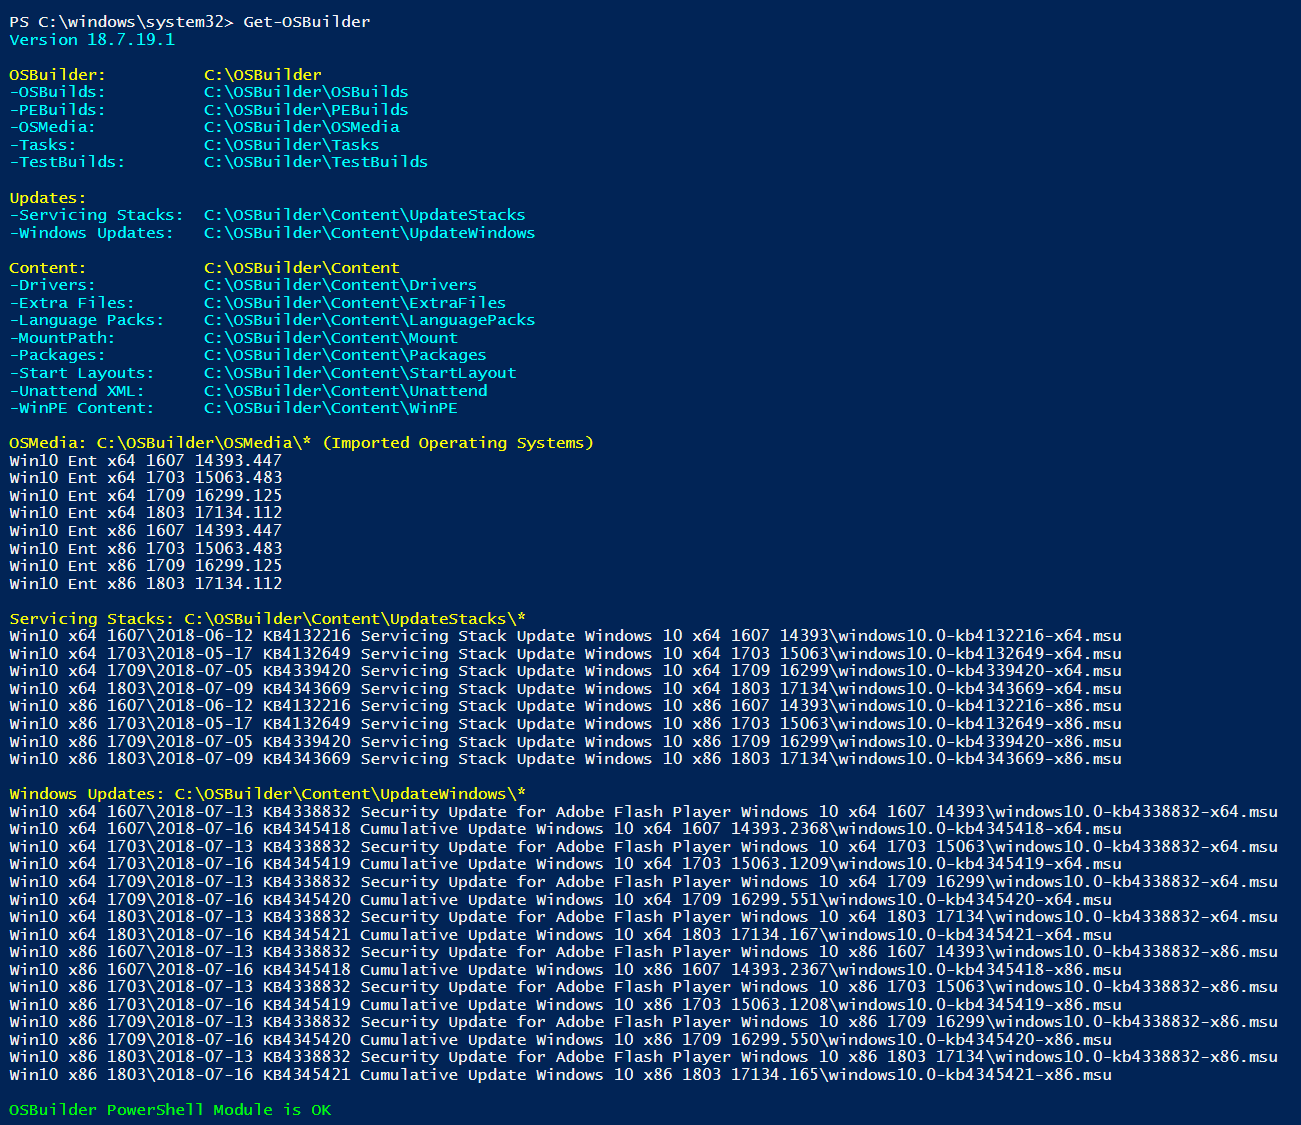 PS C:\windows\system32> Get-OSBuilder
Version 18.7.19.1
OSBuilder: C:\OSBuilder
-OSBuilds: C:\OSBuilder\OSBuilds
-PEBuilds: C:\OSBuilder\PEBuilds
-OSMedia: C:\OSBuilder\OSMedia
-Tasks: C:\OSBuilder\Tasks
-TestBuilds: C:\OSBuilder\TestBuilds
Updates:
-Servicing Stacks: C:\OSBuilder\Content\UpdateStacks
-Windows Updates: C:\OSBuilder\Content\UpdateWindows
Content: C:\OSBuilder\Content
-Drivers: C:\OSBuilder\Content\Drivers
-Extra Files: C:\OSBuilder\Content\ExtraFiles
-Language Packs: C:\OSBuilder\Content\LanguagePacks
-MountPath: C:\OSBuilder\Content\Mount
-Packages: C:\OSBuilder\Content\Packages
-Start Layouts: C:\OSBuilder\Content\StartLayout
-Unattend XML: C:\OSBuilder\Content\Unattend
-WinPE Content: C:\OSBuilder\Content\WinPE
OSMedia: C:\OSBuilder\OSMedia\* (Imported Operating Systems)
Win10 Ent x64 1607 14393.447
Win10 Ent x64 1703 15063.483
Win10 Ent x64 1709 16299.125
Win10 Ent x64 1803 17134.112
Win10 Ent x86 1607 14393.447
Win10 Ent x86 1703 15063.483
Win10 Ent x86 1709 16299.125
Win10 Ent x86 1803 17134.112
Servicing Stacks: C:\OSBuilder\Content\UpdateStacks\*
Win10 x64 1607\2018-06-12 KB4132216 Servicing Stack Update Windows 10 x64 1607 14393\windows10.0-kb4132216-x64.msu
Win10 x64 1703\2018-05-17 KB4132649 Servicing Stack Update Windows 10 x64 1703 15063\windows10.0-kb4132649-x64.msu
Win10 x64 1709\2018-07-05 KB4339420 Servicing Stack Update Windows 10 x64 1709 16299\windows10.0-kb4339420-x64.msu
Win10 x64 1803\2018-07-09 KB4343669 Servicing Stack Update Windows 10 x64 1803 17134\windows10.0-kb4343669-x64.msu
Win10 x86 1607\2018-06-12 KB4132216 Servicing Stack Update Windows 10 x86 1607 14393\windows10.0-kb4132216-x86.msu
Win10 x86 1703\2018-05-17 KB4132649 Servicing Stack Update Windows 10 x86 1703 15063\windows10.0-kb4132649-x86.msu
Win10 x86 1709\2018-07-05 KB4339420 Servicing Stack Update Windows 10 x86 1709 16299\windows10.0-kb4339420-x86.msu
Win10 x86 1803\2018-07-09 KB4343669 Servicing Stack Update Windows 10 x86 1803 17134\windows10.0-kb4343669-x86.msu
Windows Updates: C:\OSBuilder\Content\UpdateWindows\*
Win10 x64 1607\2018-07-13 KB4338832 Security Update for Adobe Flash Player Windows 10 x64 1607 14393\windows10.0-kb4338832-x64.msu
Win10 x64 1607\2018-07-16 KB4345418 Cumulative Update Windows 10 x64 1607 14393.2368\windows10.0-kb4345418-x64.msu
Win10 x64 1703\2018-07-13 KB4338832 Security Update for Adobe Flash Player Windows 10 x64 1703 15063\windows10.0-kb4338832-x64.msu
Win10 x64 1703\2018-07-16 KB4345419 Cumulative Update Windows 10 x64 1703 15063.1209\windows10.0-kb4345419-x64.msu
Win10 x64 1709\2018-07-13 KB4338832 Security Update for Adobe Flash Player Windows 10 x64 1709 16299\windows10.0-kb4338832-x64.msu
Win10 x64 1709\2018-07-16 KB4345420 Cumulative Update Windows 10 x64 1709 16299.551\windows10.0-kb4345420-x64.msu
Win10 x64 1803\2018-07-13 KB4338832 Security Update for Adobe Flash Player Windows 10 x64 1803 17134\windows10.0-kb4338832-x64.msu
Win10 x64 1803\2018-07-16 KB4345421 Cumulative Update Windows 10 x64 1803 17134.167\windows10.0-kb4345421-x64.msu
Win10 x86 1607\2018-07-13 KB4338832 Security Update for Adobe Flash Player Windows 10 x86 1607 14393\windows10.0-kb4338832-x86.msu
Win10 x86 1607\2018-07-16 KB4345418 Cumulative Update Windows 10 x86 1607 14393.2367\windows10.0-kb4345418-x86.msu
Win10 x86 1703\2018-07-13 KB4338832 Security Update for Adobe Flash Player Windows 10 x86 1703 15063\windows10.0-kb4338832-x86.msu
Win10 x86 1703\2018-07-16 KB4345419 Cumulative Update Windows 10 x86 1703 15063.1208\windows10.0-kb4345419-x86.msu
Win10 x86 1709\2018-07-13 KB4338832 Security Update for Adobe Flash Player Windows 10 x86 1709 16299\windows10.0-kb4338832-x86.msu
Win10 x86 1709\2018-07-16 KB4345420 Cumulative Update Windows 10 x86 1709 16299.550\windows10.0-kb4345420-x86.msu
Win10 x86 1803\2018-07-13 KB4338832 Security Update for Adobe Flash Player Windows 10 x86 1803 17134\windows10.0-kb4338832-x86.msu
Win10 x86 1803\2018-07-16 KB4345421 Cumulative Update Windows 10 x86 1803 17134.165\windows10.0-kb4345421-x86.msu
OSBuilder PowerShell Module is OK